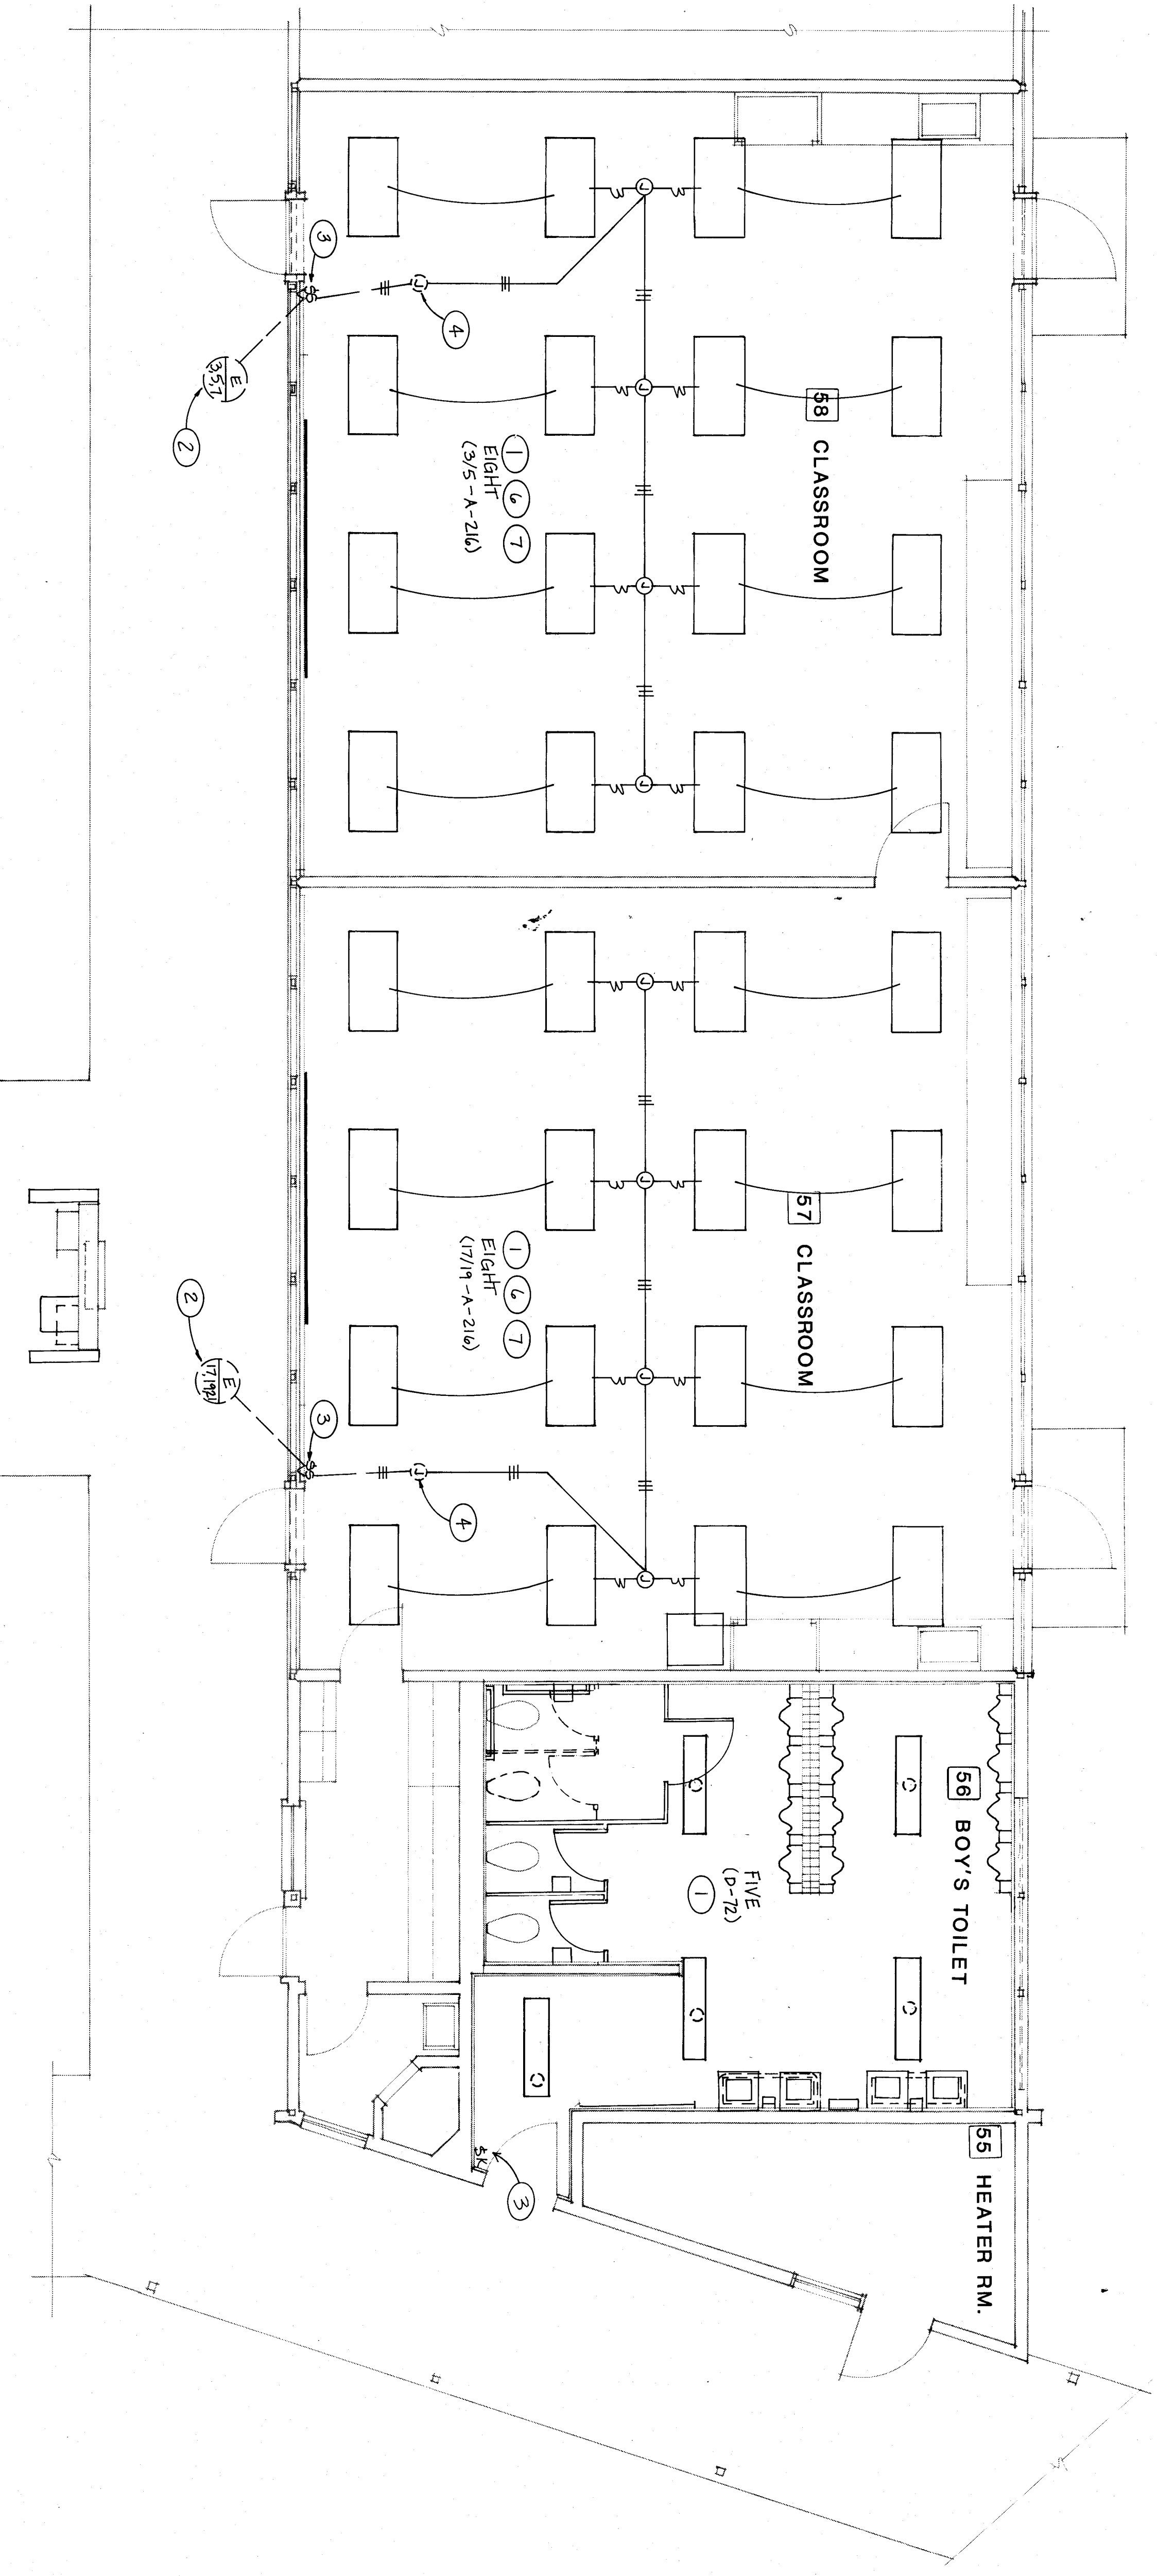 58 CLASSROOM
1 6 7
EIGHT
(3/5-A-216)
J
J
J
J
(J)
4
3
$$
E
3,5,7
2
57 CLASSROOM
1 6 7
EIGHT
(17/19-A-216)
J
J
J
J
(J)
4
3
$$
E
17,19,21
2
56 BOY'S TOILET
FIVE
(D-72)
1
$K
3
55 HEATER RM.